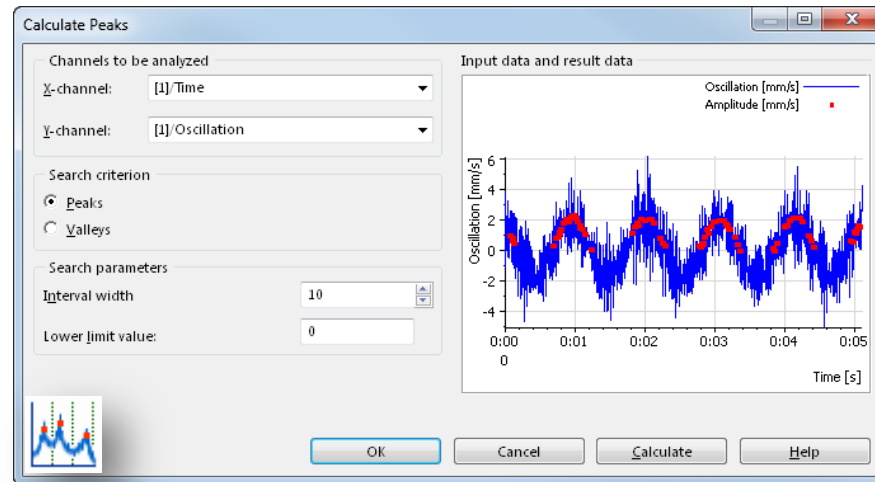 Calculate Peaks
Channels to be analyzed
X-channel:
[1]/Time
Y-channel:
[1]/Oscillation
Search criterion
Peaks
Valleys
Search parameters
Interval width
10
Lower limit value:
0
Input data and result data
Oscillation [mm/s]
Amplitude [mm/s]
Oscillation [mm/s]
6
4
2
0
-2
-4
0:00 0:01 0:02 0:03 0:04 0:05
0
Time [s]
OK Cancel Calculate Help